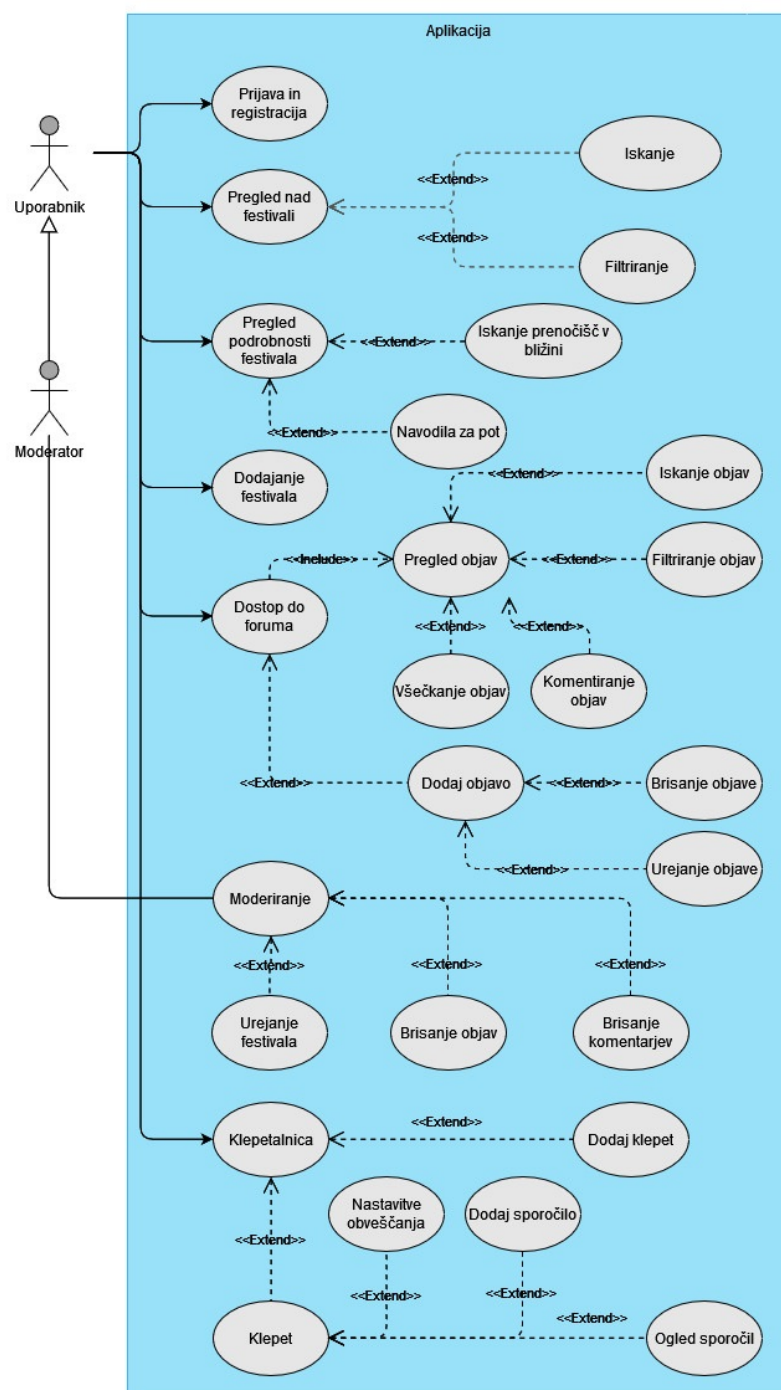 Aplikacija
Prijava in
registracija
Uporabnik
<<Extend>>
Iskanje
Pregled nad
festivali
<<Extend>>
Filtriranje
Pregled
podrobnosti
festivala
<<Extend>>
Iskanje prenočišč v
bližini
Moderator
<<Extend>>
Navodila za pot
Dodajanje
festivala
<<Extend>>
Iskanje objav
<<Include>>
Pregled objav
<<Extend>>
Filtriranje objav
Dostop do
foruma
<<Extend>>
<<Extend>>
Všečkanje objav
Komentiranje
objav
<<Extend>>
Dodaj objavo
<<Extend>>
Brisanje objave
<<Extend>>
Urejanje objave
Moderiranje
<<Extend>>
<<Extend>>
<<Extend>>
Urejanje
festivala
Brisanje objav
Brisanje
komentarjev
Klepetalnica
<<Extend>>
Dodaj klepet
Nastavitve
obveščanja
Dodaj sporočilo
<<Extend>>
<<Extend>>
<<Extend>>
Klepet
<<Extend>>
Ogled sporočil